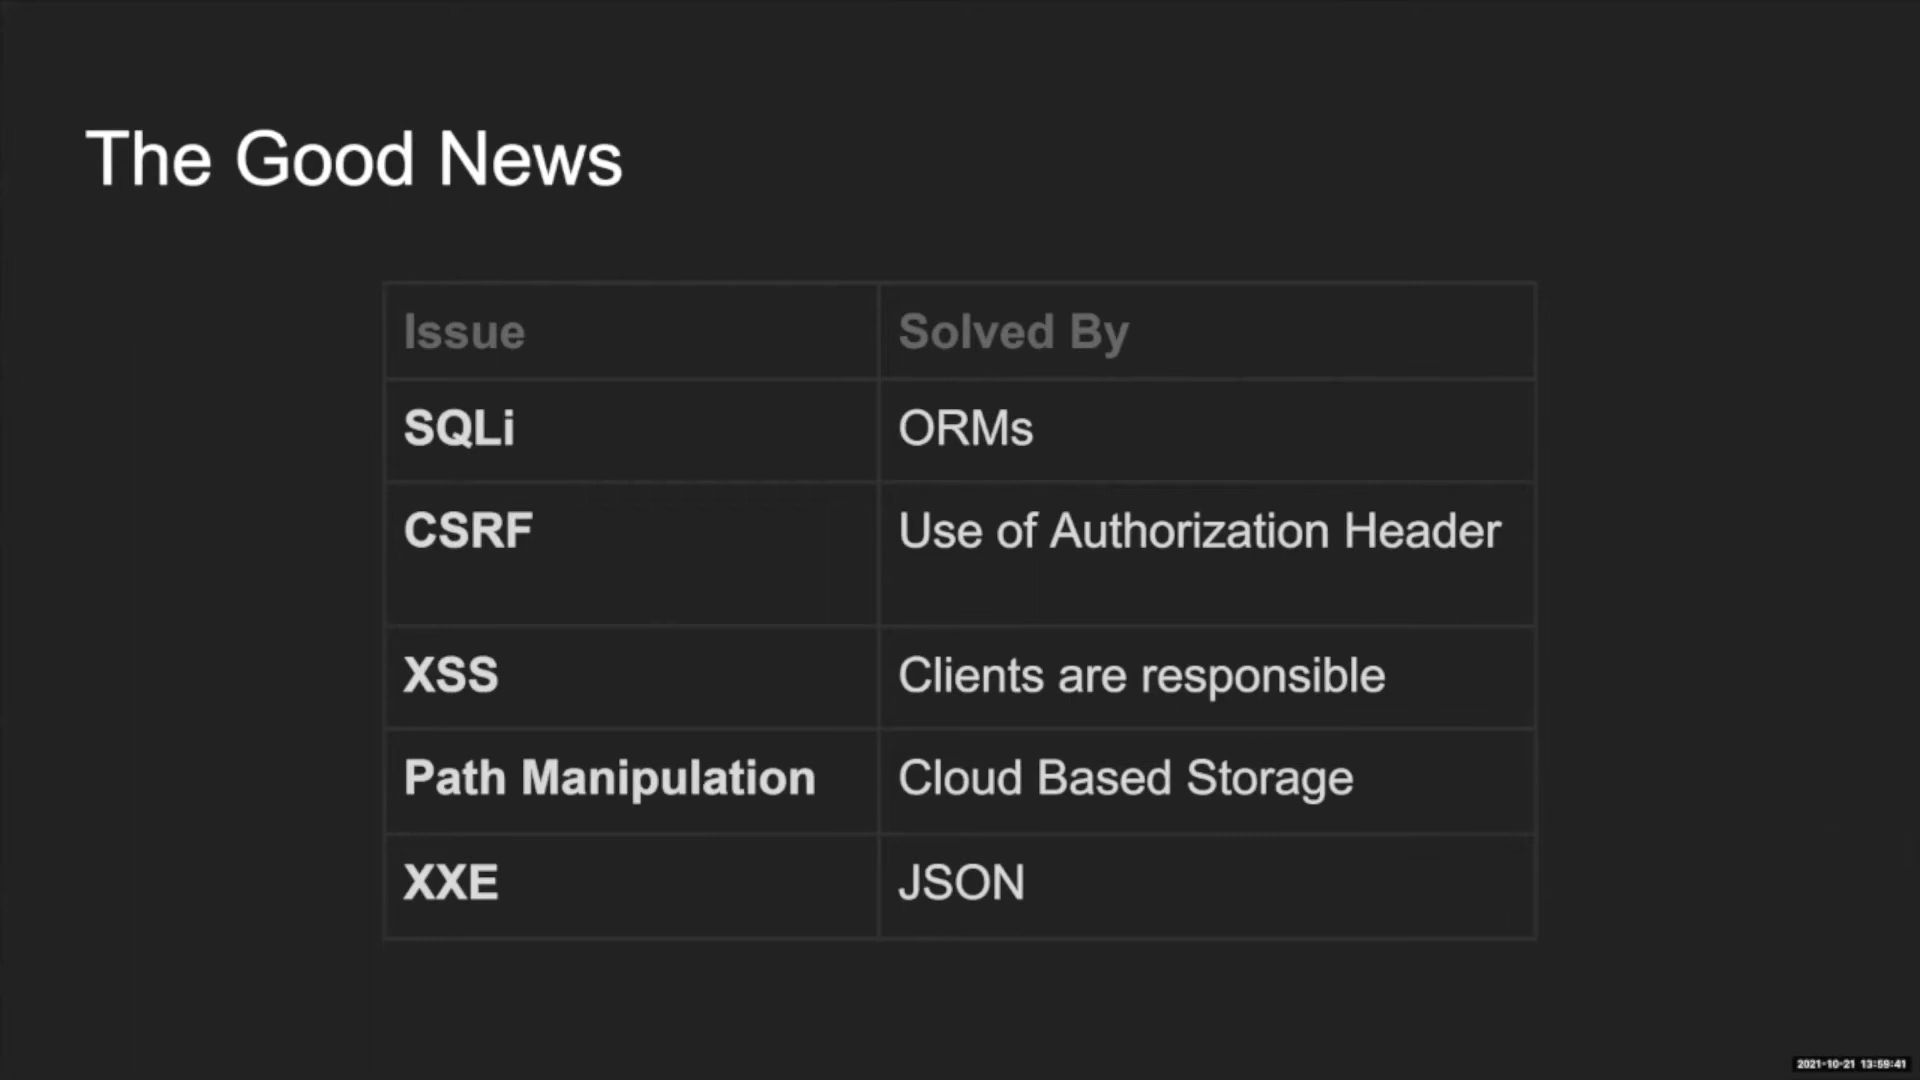 The Good News
Issue Solved By
SQLi ORMs
CSRF Use of Authorization Header
XSS Clients are responsible
Path Manipulation Cloud Based Storage
XXE JSON
2021-10-21 13:59:41